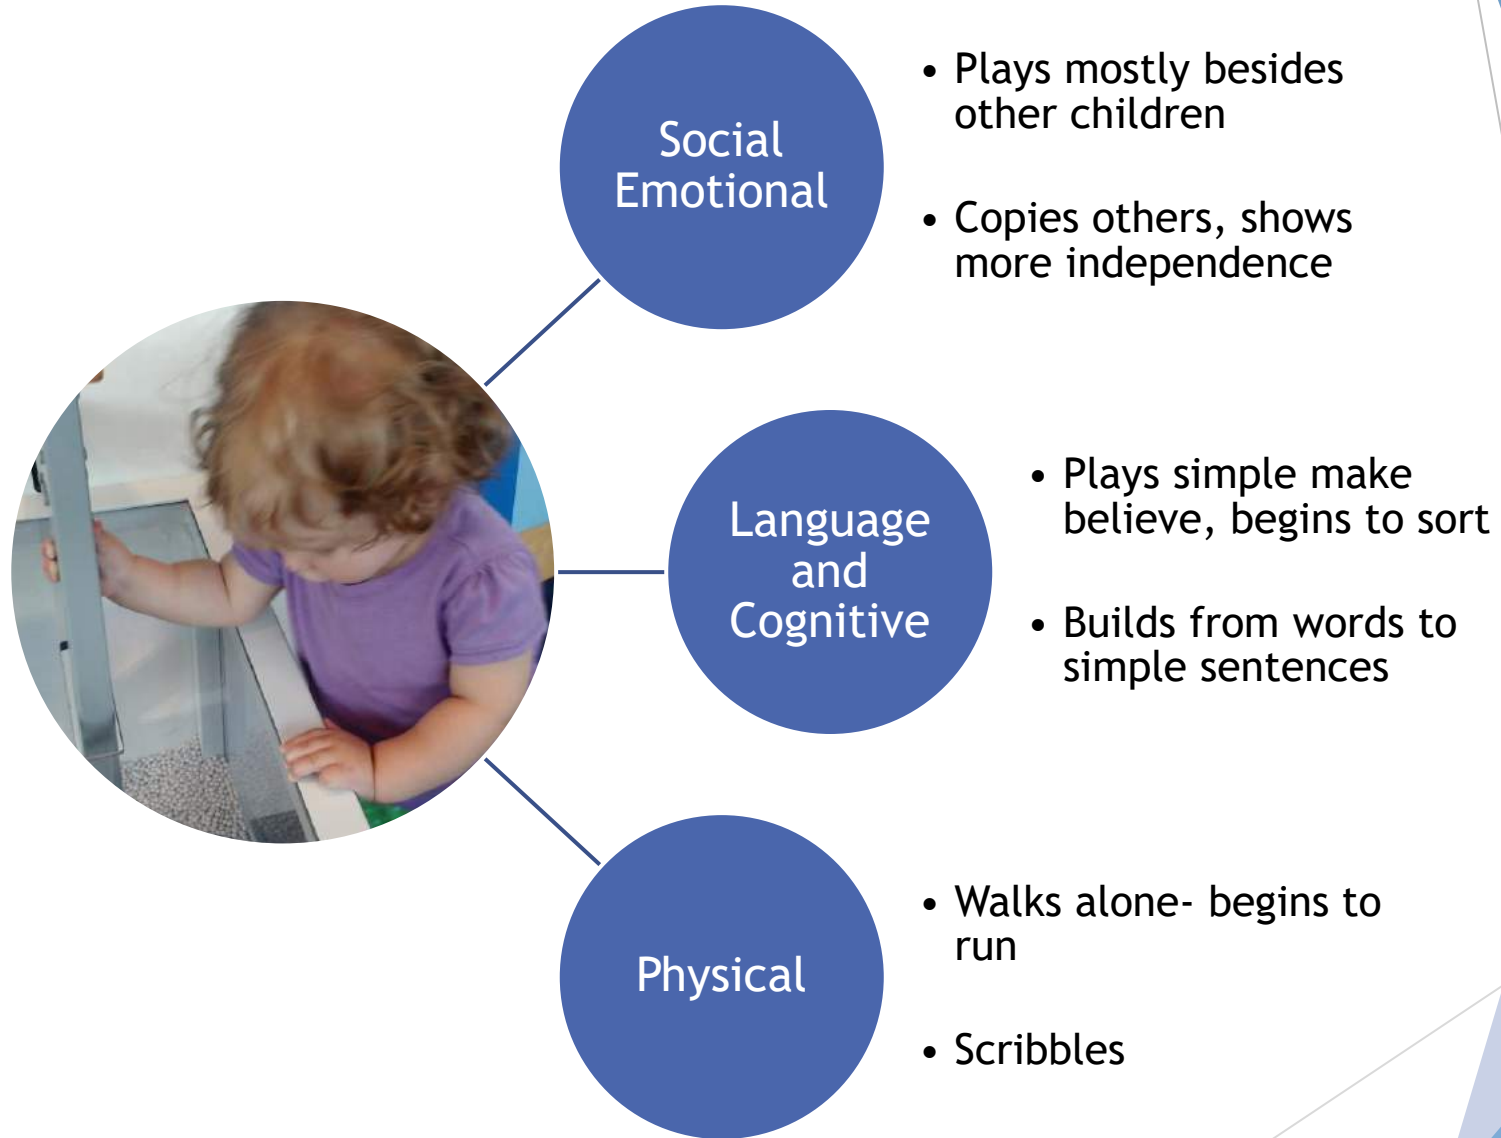 Social
Emotional
• Plays mostly besides
other children
• Copies others, shows
more independence
Language
and
Cognitive
• Plays simple make
believe, begins to sort
• Builds from words to
simple sentences
Physical
• Walks alone- begins to
run
• Scribbles